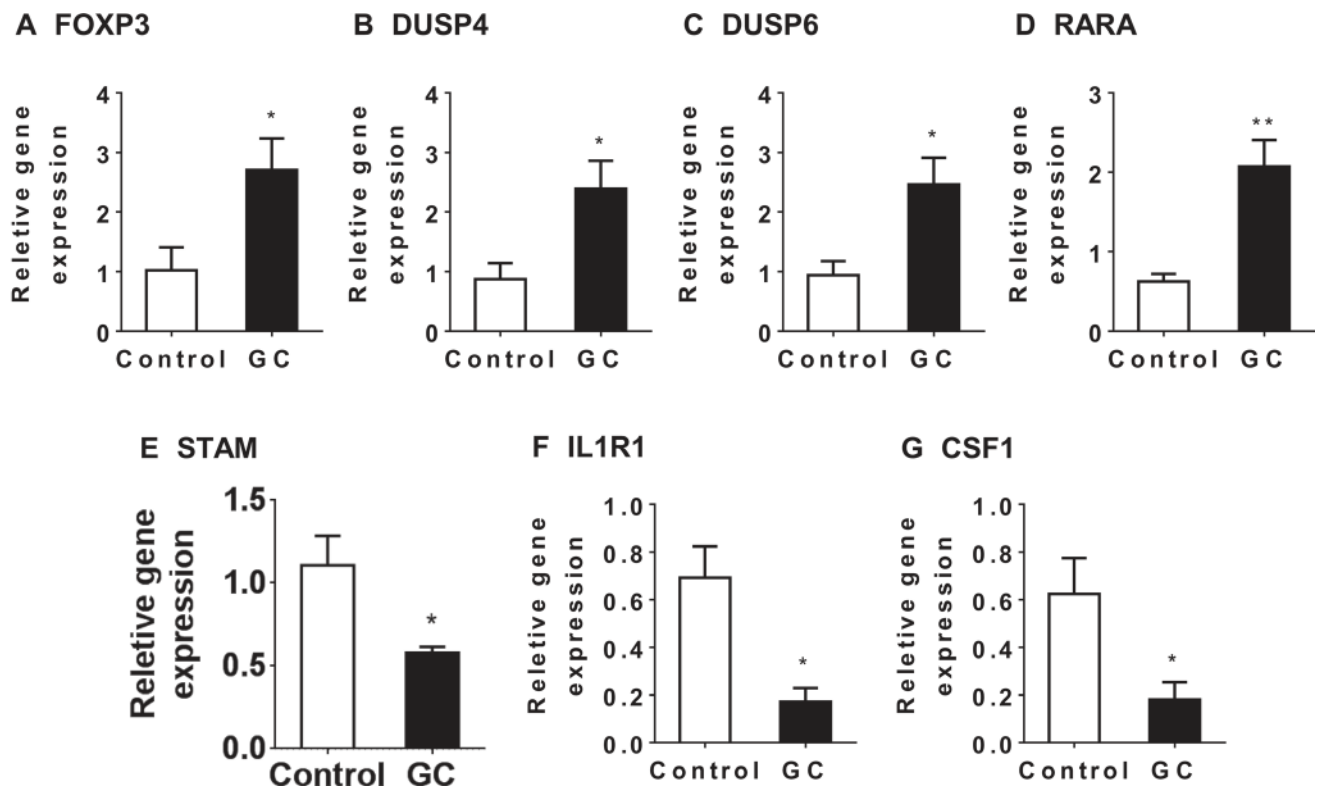 A FOXP3
B DUSP4
C DUSP6
D RARA
Reletive gene
expression
4
3
2
1
0
*
Control GC
Reletive gene
expression
4
3
2
1
0
*
Control GC
Reletive gene
expression
4
3
2
1
0
*
Control GC
Reletive gene
expression
3
2
1
0
**
Control GC
E STAM
F IL1R1
G CSF1
Reletive gene
expression
1.5
1.0
0.5
0.0
*
Control GC
Reletive gene
expression
1.0
0.8
0.6
0.4
0.2
0.0
*
Control GC
Reletive gene
expression
1.0
0.8
0.6
0.4
0.2
0.0
*
Control GC